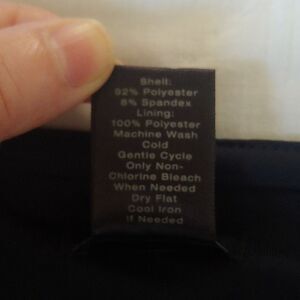 Shell:
92% Polyester
8% Spandex
Lining:
100% Polyester
Machine Wash
Cold
Gentle Cycle
Only Non-
Chlorine Bleach
When Needed
Dry Flat
Cool Iron
If Needed